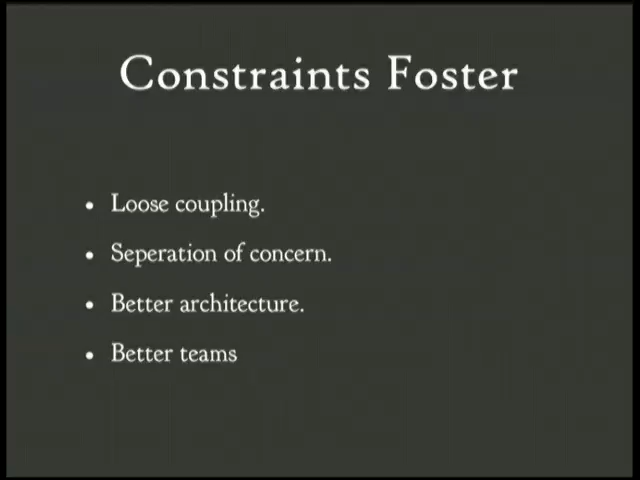 Constraints Foster
• Loose coupling.
• Seperation of concern.
• Better architecture.
• Better teams